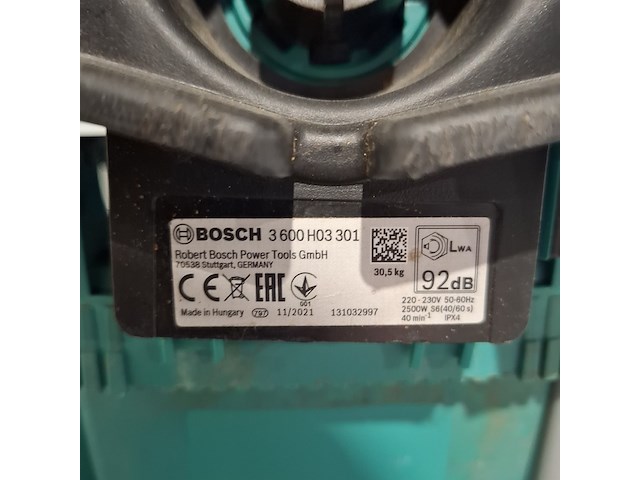 BOSCH 3 600 H03 301
Robert Bosch Power Tools GmbH
70538 Stuttgart, GERMANY
30,5 kg
LWA
92dB
CE EAC
001
220 - 230V 50-60Hz
2500W S6(40/60 s)
40 min⁻¹ IPX4
Made in Hungary 797 11/2021 131032997